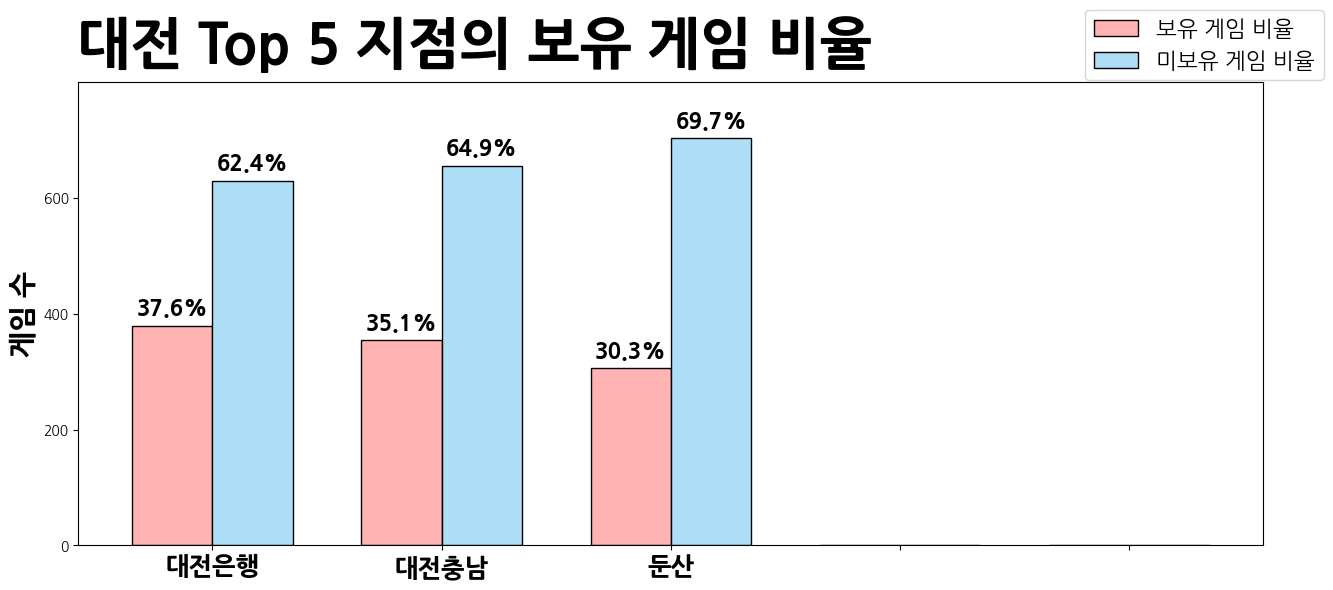 대전 Top 5 지점의 보유 게임 비율
보유 게임 비율
미보유 게임 비율
게임 수
600
400
200
0
37.6%
62.4%
35.1%
64.9%
30.3%
69.7%
대전은행
대전충남
둔산